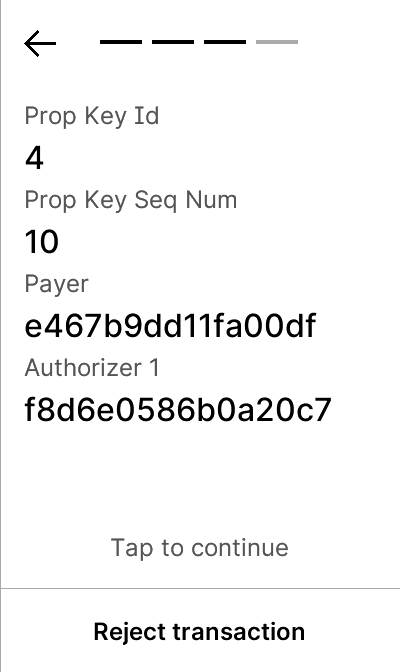 Prop Key Id
4
Prop Key Seq Num
10
Payer
e467b9dd11fa00df
Authorizer 1
f8d6e0586b0a20c7
Tap to continue
Reject transaction